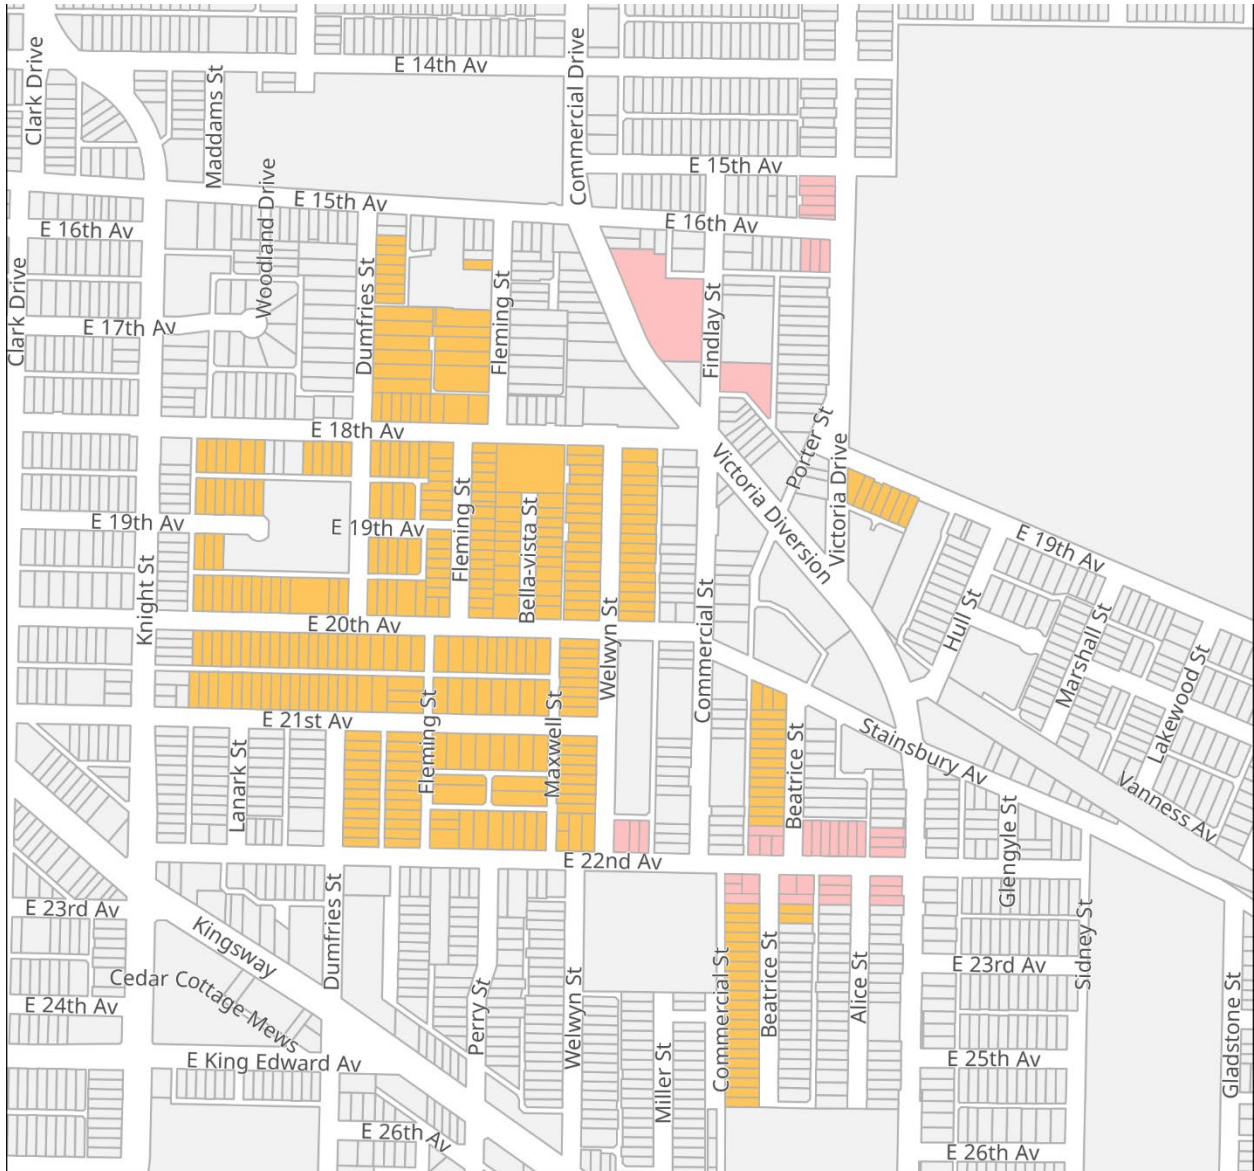 E 14th Av
Clark Drive
Maddams St
Commercial Drive
E 15th Av
Woodland Drive
E 15th Av
E 16th Av
E 16th Av
Clark Drive
Dumfries St
Fleming St
Findlay St
E 17th Av
E 18th Av
Porter St
Victoria Drive
Victoria Diversion
Fleming St
Bella-vista St
E 19th Av
E 19th Av
E 19th Av
Knight St
Welwyn St
Commercial St
Hull St
Marshall St
Lakewood St
E 20th Av
Fleming St
Maxwell St
E 21st Av
Lanark St
Beatrice St
Stainsbury Av
Vanness Av
Glengyle St
E 22nd Av
E 23rd Av
Kingsway
Dumfries St
Cedar Cottage Mews
E 24th Av
Perry St
Welwyn St
Commercial St
Beatrice St
Alice St
E 23rd Av
Sidney St
Gladstone St
E King Edward Av
Miller St
E 25th Av
E 26th Av
E 26th Av